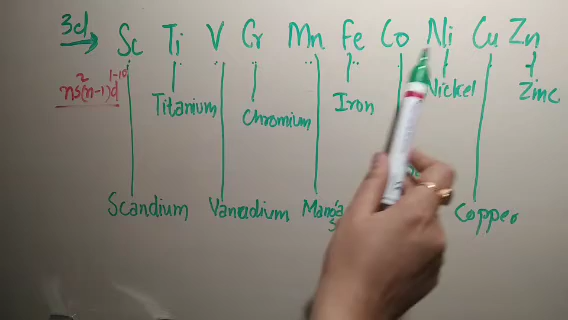 3d → Sc Ti V Cr Mn Fe Co Ni Cu Zn
ns²(n-1)d¹⁻¹⁰
Titanium Chromium Iron Nickel Zinc
Scandium Vanadium Copper